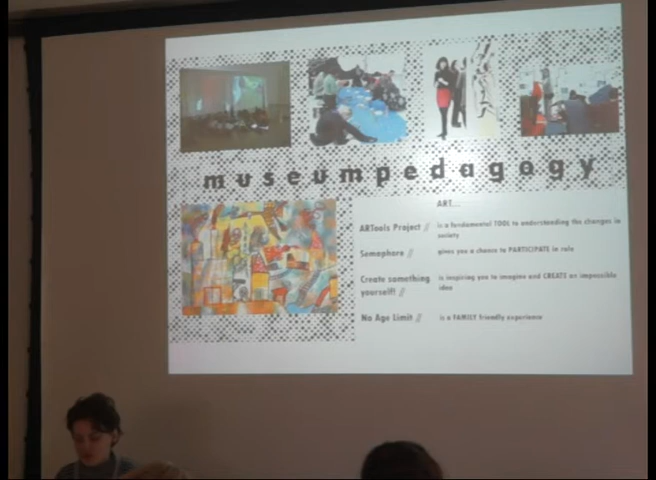 museumpedagogy
ART...
ARTools Project // is a fundamental TOOL to understanding the changes in
society
Semaphore // gives you a chance to PARTICIPATE in role
Create something is inspiring you to imagine and CREATE an impossible
yourself! // idea
No Age Limit // is a FAMILY friendly experience